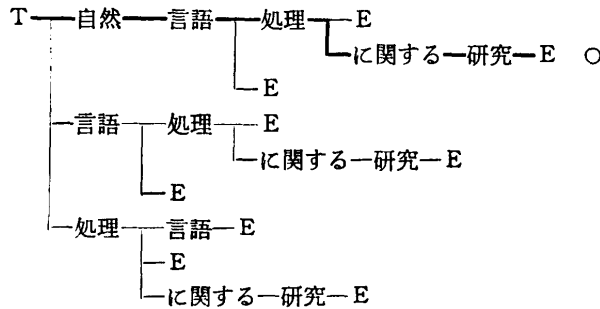 T 自然 言語 処理 E
に関する 研究 E ○
E
言語 処理 E
に関する 研究 E
E
処理 言語 E
E
に関する 研究 E